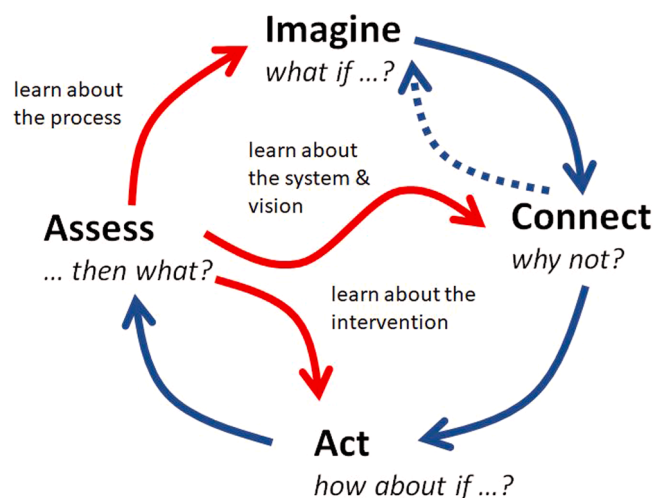 Imagine
what if ...?
learn about
the process
learn about
the system &
vision
Connect
why not?
Assess
... then what?
learn about the
intervention
Act
how about if ...?